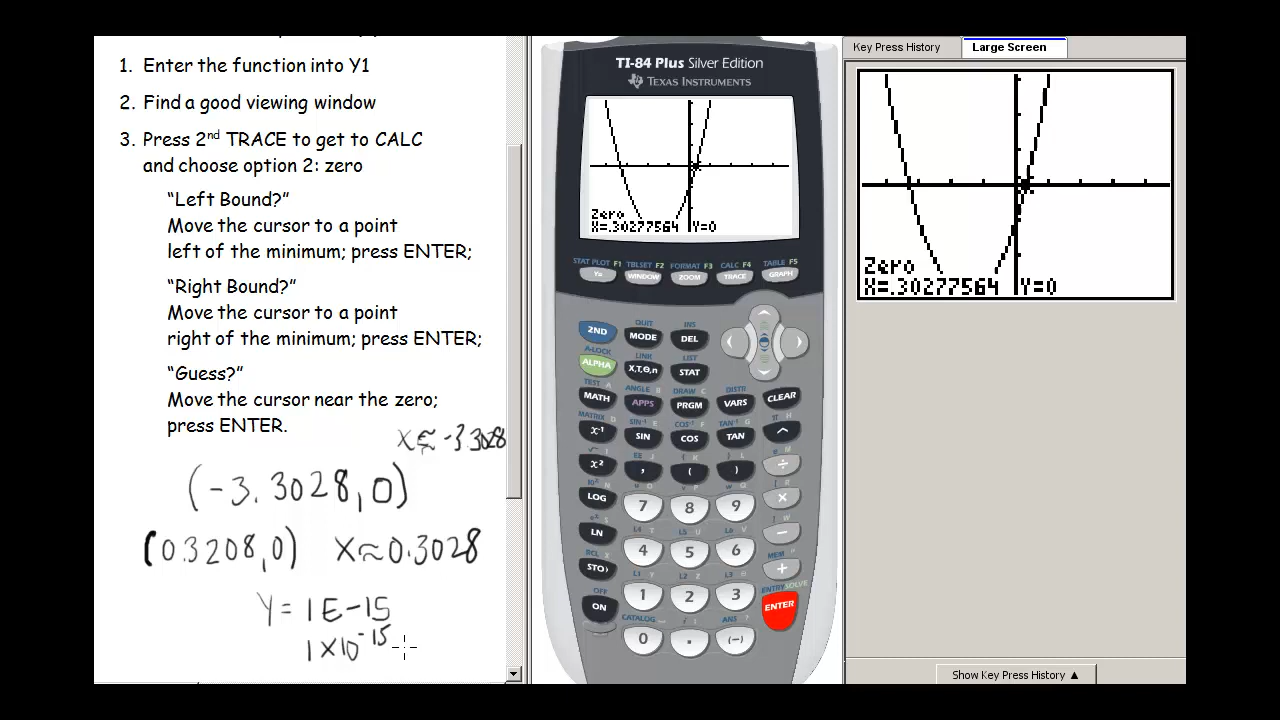 1. Enter the function into Y1
2. Find a good viewing window
3. Press 2nd TRACE to get to CALC
and choose option 2: zero
"Left Bound?"
Move the cursor to a point
left of the minimum; press ENTER;
"Right Bound?"
Move the cursor to a point
right of the minimum; press ENTER;
"Guess?"
Move the cursor near the zero;
press ENTER.
x ≈ -3.3028
(-3.3028,0)
(0.3208,0) X≈0.3028
Y= 1E-15
1×10^-15
TI-84 Plus Silver Edition
TEXAS INSTRUMENTS
Zero
X=.30277564 Y=0
STAT PLOT F1 TBLSET F2 FORMAT F3 CALC F4 TABLE F5
Y= WINDOW ZOOM TRACE GRAPH
QUIT INS
2ND MODE DEL
A-LOCK LINK LIST
ALPHA X,T,Θ,n STAT
TEST A ANGLE B DRAW C DISTR
MATH APPS PRGM VARS CLEAR
MATRIX D SIN-1 E COS-1 F TAN-1 G π H
x-1 SIN COS TAN ^
x2 , ( ) ÷
LOG 7 8 9 ×
LN 4 5 6 −
STO› 1 2 3 +
OFF CATALOG ANS ? ENTRY SOLVE
ON 0 . (−) ENTER
Key Press History Large Screen
Zero
X=.30277564 Y=0
Show Key Press History ▲